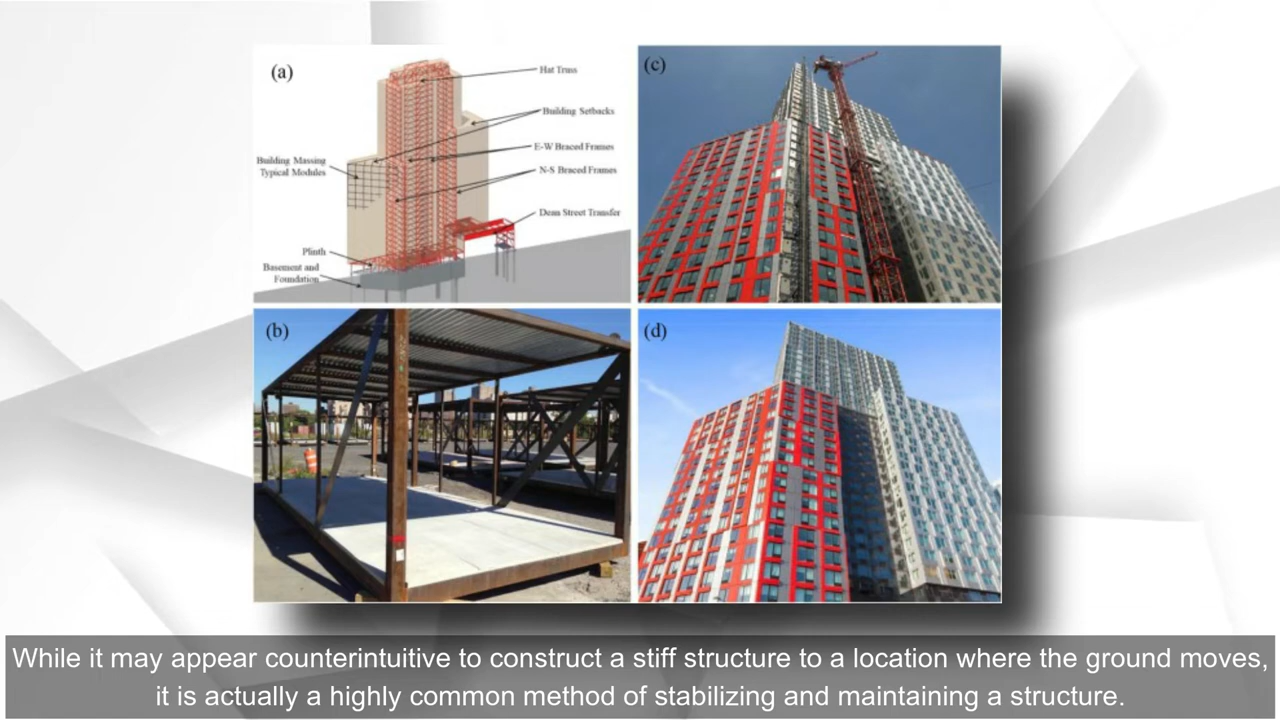 (a)
Hat Truss
Building Setbacks
E-W Braced Frames
Building Massing
Typical Modules
N-S Braced Frames
Dean Street Transfer
Plinth
Basement and
Foundation
(c)
(b)
(d)
While it may appear counterintuitive to construct a stiff structure to a location where the ground moves,
it is actually a highly common method of stabilizing and maintaining a structure.